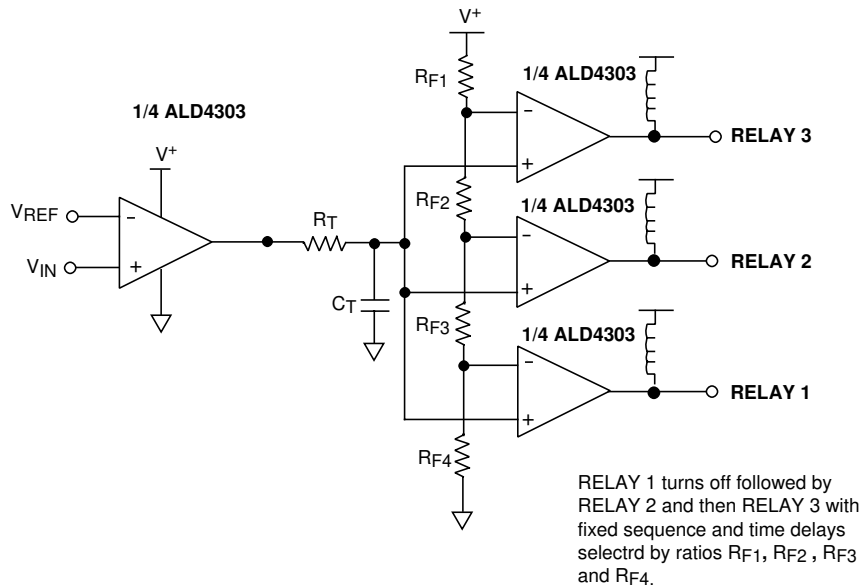 V+
RF1
1/4 ALD4303
RELAY 3
1/4 ALD4303
V+
VREF
VIN
−
+
RT
CT
−
+
RF2
1/4 ALD4303
−
+
RELAY 2
RF3
1/4 ALD4303
−
+
RELAY 1
RF4
RELAY 1 turns off followed by
RELAY 2 and then RELAY 3 with
fixed sequence and time delays
selectrd by ratios RF1, RF2 , RF3
and RF4.